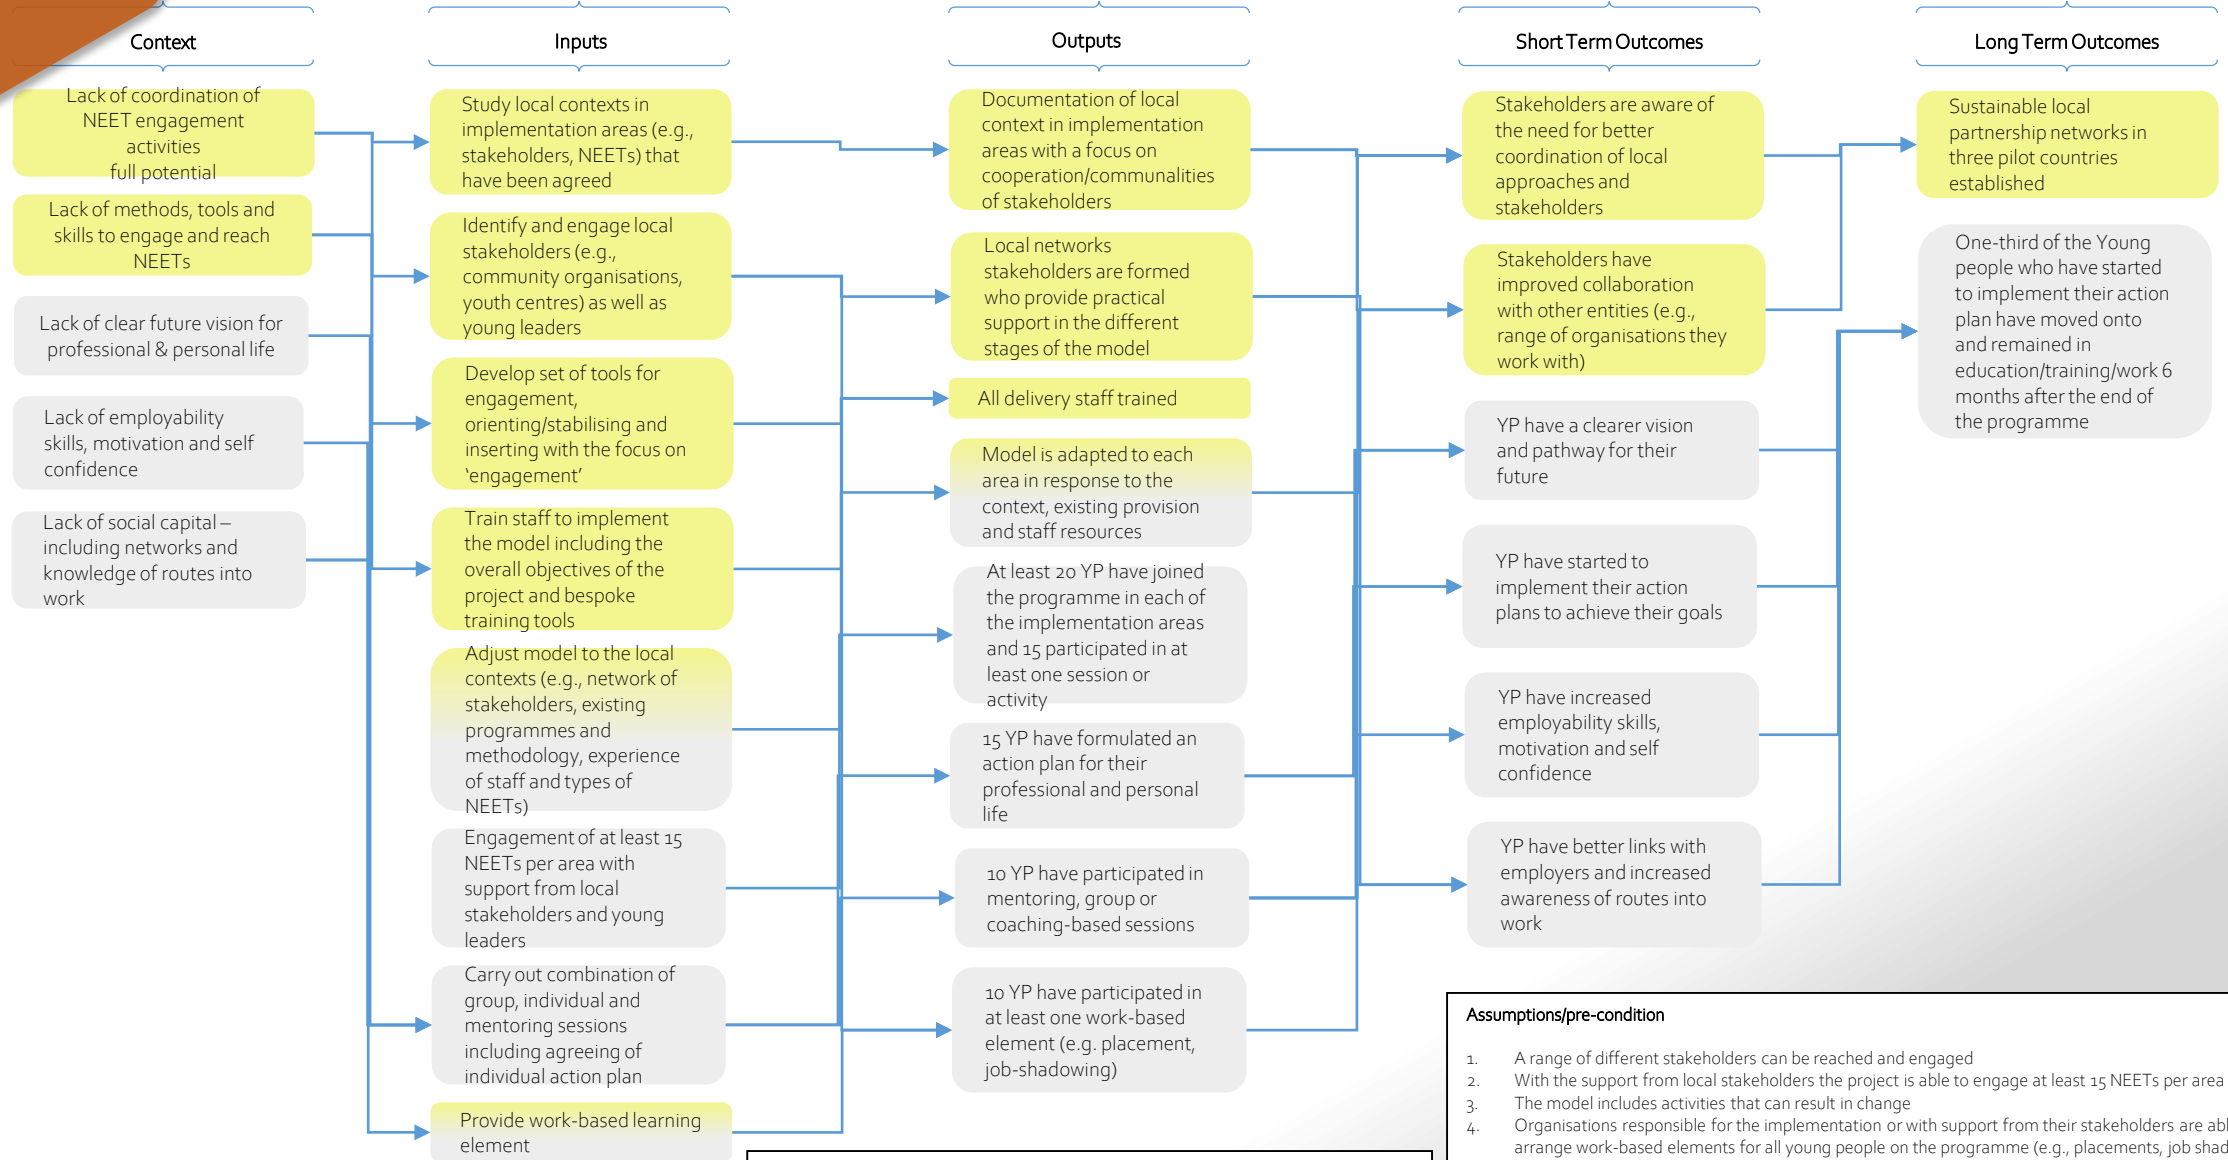 Context
Inputs
Outputs
Short Term Outcomes
Long Term Outcomes
Lack of coordination of
NEET engagement
activities
full potential
Lack of methods, tools and
skills to engage and reach
NEETs
Lack of clear future vision for
professional & personal life
Lack of employability
skills, motivation and self
confidence
Lack of social capital –
including networks and
knowledge of routes into
work
Study local contexts in
implementation areas (e.g.,
stakeholders, NEETs) that
have been agreed
Identify and engage local
stakeholders (e.g.,
community organisations,
youth centres) as well as
young leaders
Develop set of tools for
engagement,
orienting/stabilising and
inserting with the focus on
‘engagement’
Train staff to implement
the model including the
overall objectives of the
project and bespoke
training tools
Adjust model to the local
contexts (e.g., network of
stakeholders, existing
programmes and
methodology, experience
of staff and types of
NEETs)
Engagement of at least 15
NEETs per area with
support from local
stakeholders and young
leaders
Carry out combination of
group, individual and
mentoring sessions
including agreeing of
individual action plan
Provide work-based learning
element
Documentation of local
context in implementation
areas with a focus on
cooperation/communalities
of stakeholders
Local networks
stakeholders are formed
who provide practical
support in the different
stages of the model
All delivery staff trained
Model is adapted to each
area in response to the
context, existing provision
and staff resources
At least 20 YP have joined
the programme in each of
the implementation areas
and 15 participated in at
least one session or
activity
15 YP have formulated an
action plan for their
professional and personal
life
10 YP have participated in
mentoring, group or
coaching-based sessions
10 YP have participated in
at least one work-based
element (e.g. placement,
job-shadowing)
Stakeholders are aware of
the need for better
coordination of local
approaches and
stakeholders
Stakeholders have
improved collaboration
with other entities (e.g.,
range of organisations they
work with)
YP have a clearer vision
and pathway for their
future
YP have started to
implement their action
plans to achieve their goals
YP have increased
employability skills,
motivation and self
confidence
YP have better links with
employers and increased
awareness of routes into
work
Sustainable local
partnership networks in
three pilot countries
established
One-third of the Young
people who have started
to implement their action
plan have moved onto
and remained in
education/training/work 6
months after the end of
the programme
Assumptions/pre-condition
1. A range of different stakeholders can be reached and engaged
2. With the support from local stakeholders the project is able to engage at least 15 NEETs per area
3. The model includes activities that can result in change
4. Organisations responsible for the implementation or with support from their stakeholders are
arrange work-based elements for all young people on the programme (e.g., placements, job